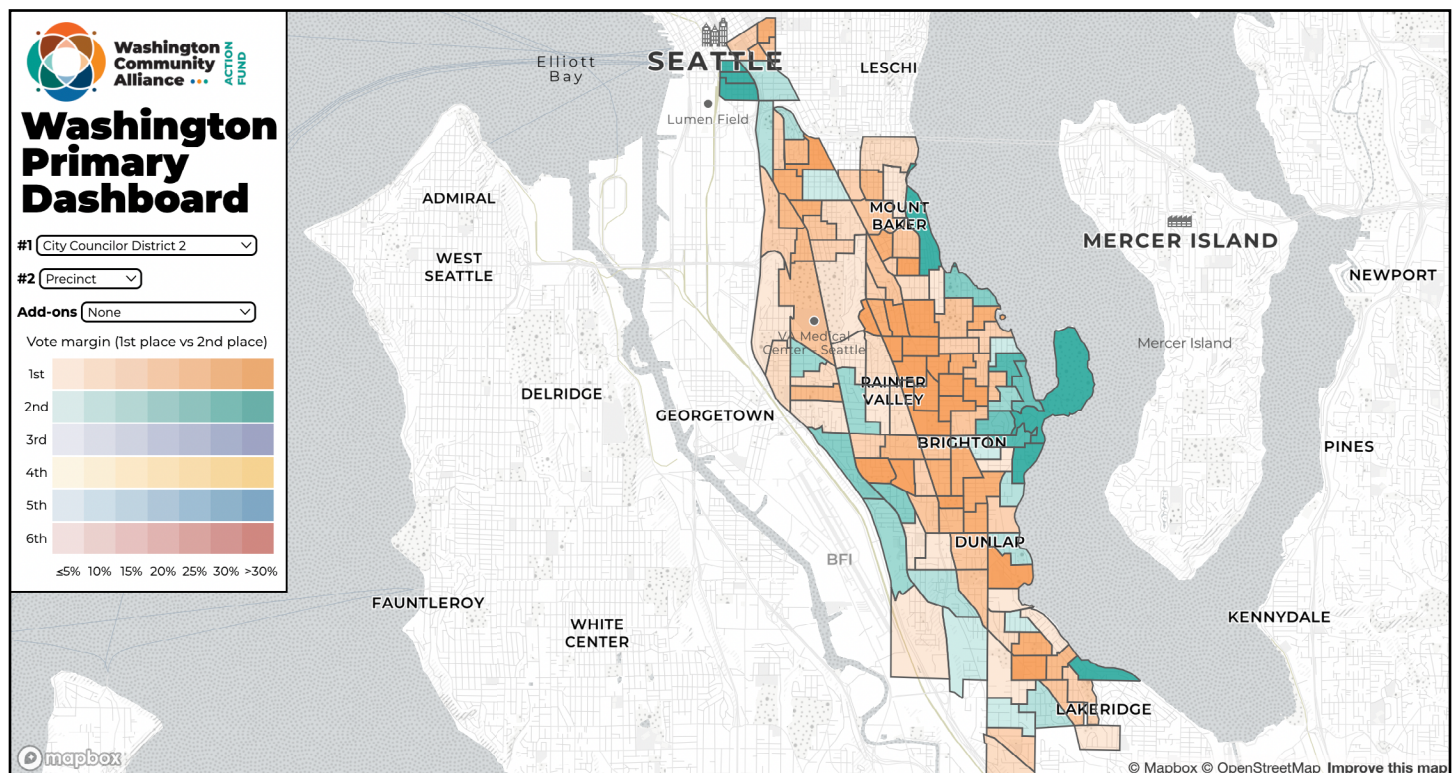 Washington
Community
Alliance
ACTION
FUND
Washington
Primary
Dashboard
#1 City Councilor District 2
#2 Precinct
Add-ons None
Vote margin (1st place vs 2nd place)
1st
2nd
3rd
4th
5th
6th
≤5% 10% 15% 20% 25% 30% >30%
Elliott
Bay
SEATTLE
LESCHI
Lumen Field
ADMIRAL
MOUNT
BAKER
MERCER ISLAND
WEST
SEATTLE
NEWPORT
VA Medical
Center - Seattle
Mercer Island
RAINIER
VALLEY
DELRIDGE
GEORGETOWN
BRIGHTON
PINES
DUNLAP
BFI
FAUNTLEROY
KENNYDALE
WHITE
CENTER
LAKERIDGE
mapbox
© Mapbox © OpenStreetMap Improve this map